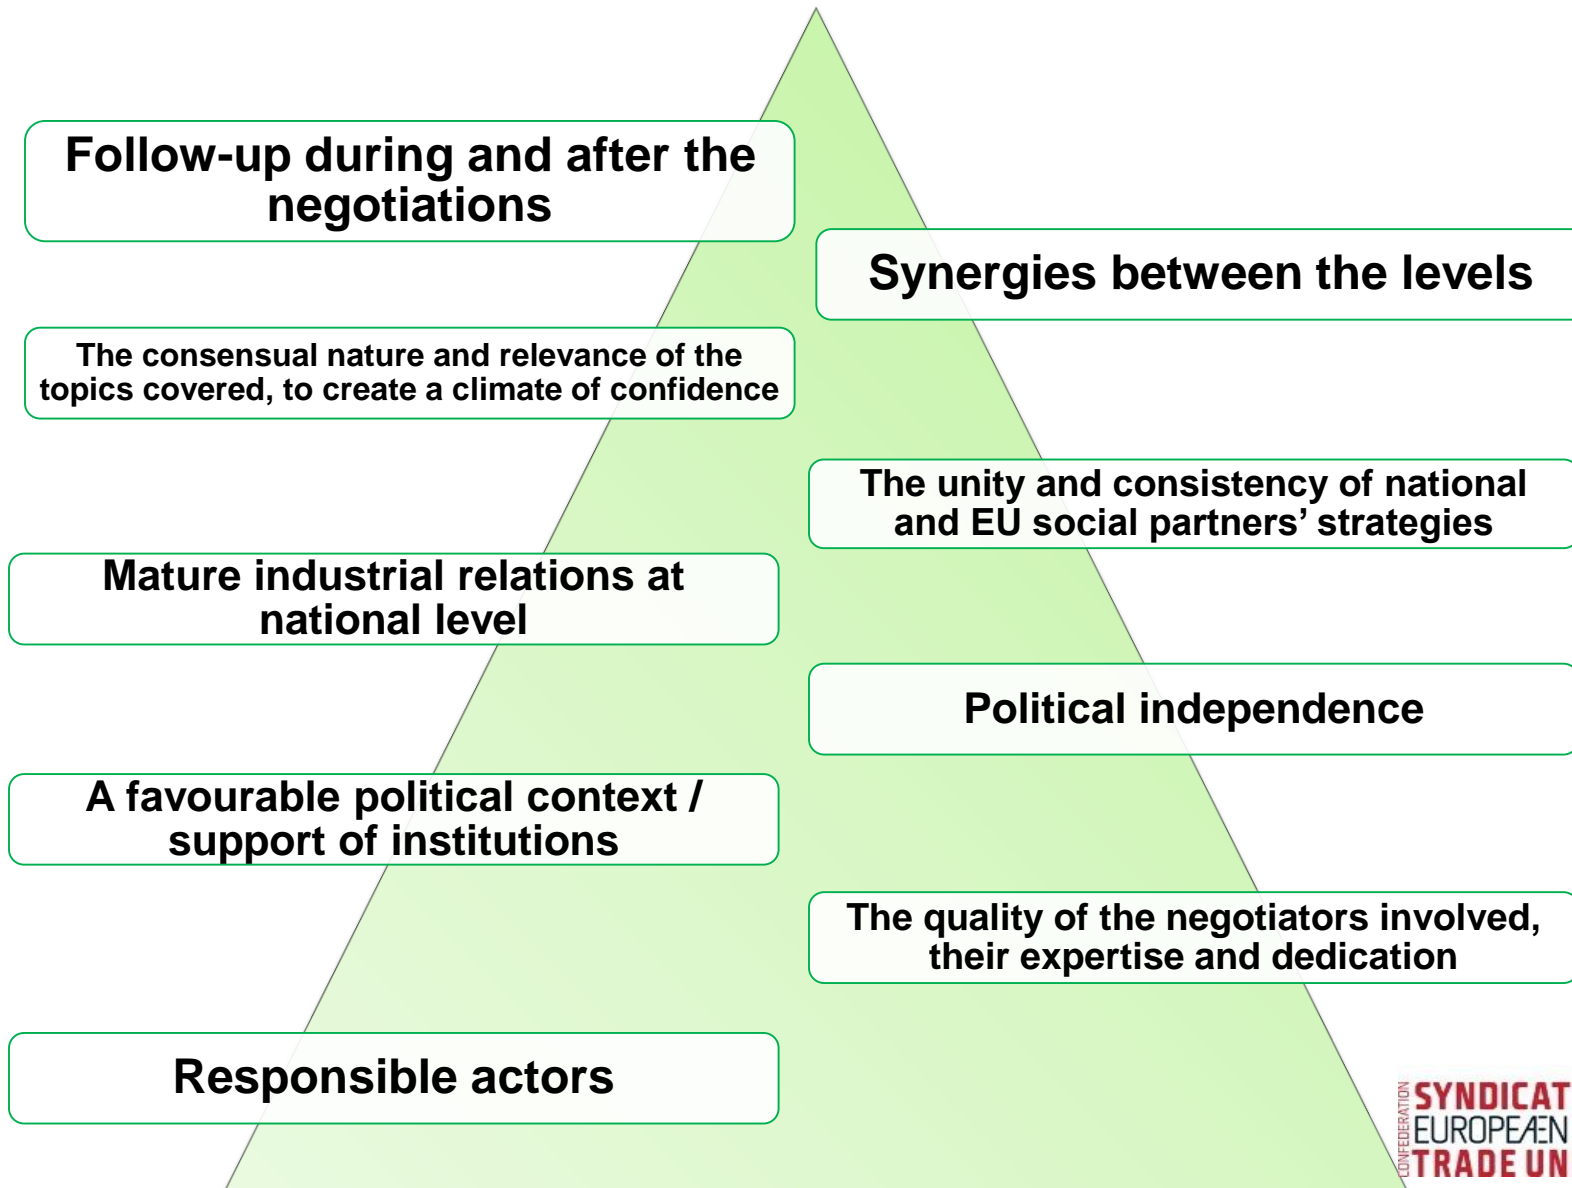 Follow-up during and after the
negotiations
Synergies between the levels
The consensual nature and relevance of the
topics covered, to create a climate of confidence
The unity and consistency of national
and EU social partners’ strategies
Mature industrial relations at
national level
Political independence
A favourable political context /
support of institutions
The quality of the negotiators involved,
their expertise and dedication
Responsible actors
CONFEDERATION
SYNDICAT
EUROPEÆN
TRADE UN